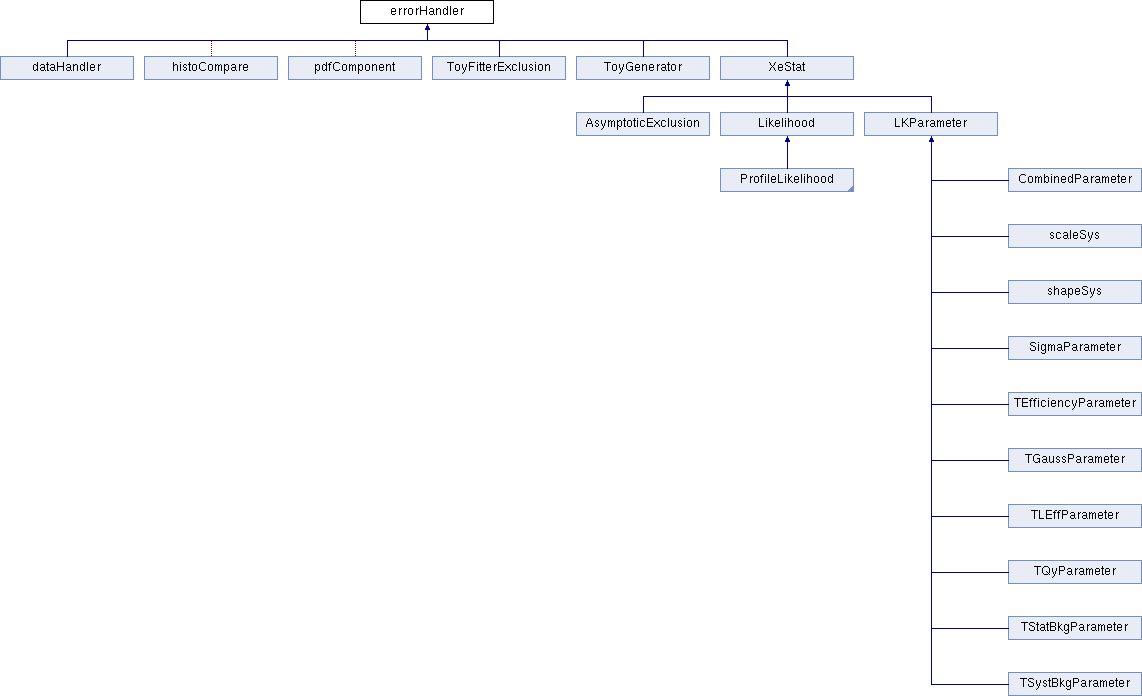 errorHandler
dataHandler
histoCompare
pdfComponent
ToyFitterExclusion
ToyGenerator
XeStat
AsymptoticExclusion
Likelihood
LKParameter
ProfileLikelihood
CombinedParameter
scaleSys
shapeSys
SigmaParameter
TEfficiencyParameter
TGaussParameter
TLEffParameter
TQyParameter
TStatBkgParameter
TSystBkgParameter